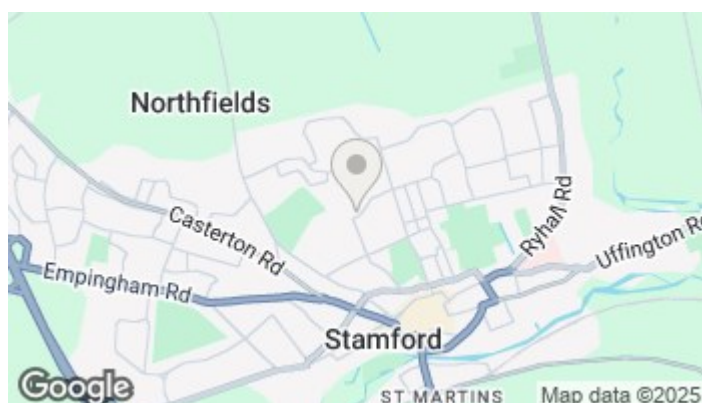 Northfields
Casterton Rd
Ryhall Rd
Uffington Rd
Empingham Rd
Stamford
ST MARTINS
Google
Map data ©2025